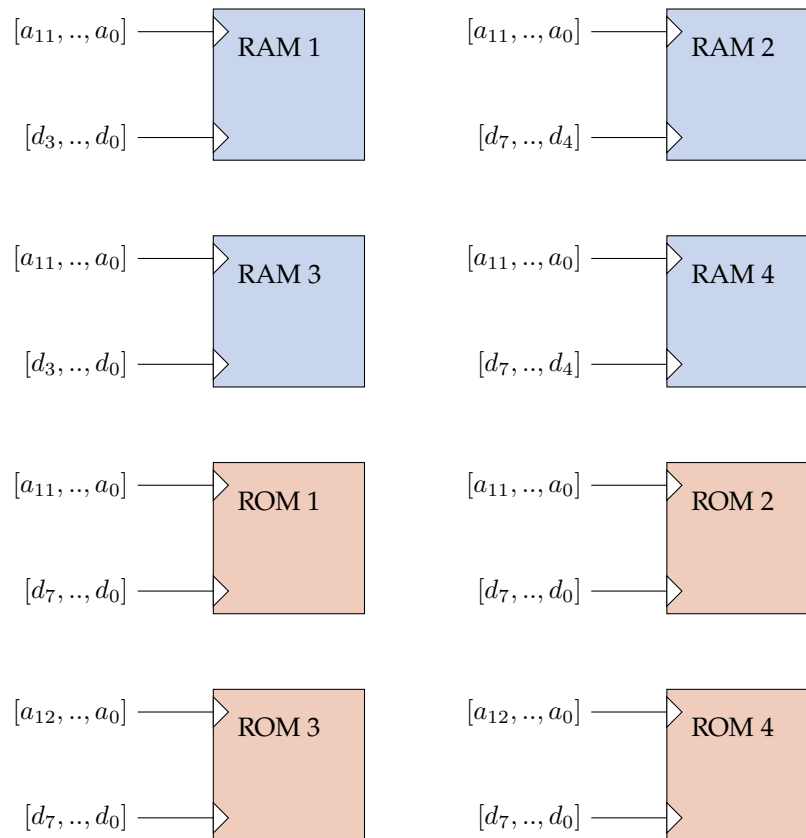 [a₁₁, .., a₀] RAM 1 [a₁₁, .., a₀] RAM 2
[d₃, .., d₀] [d₇, .., d₄]
[a₁₁, .., a₀] RAM 3 [a₁₁, .., a₀] RAM 4
[d₃, .., d₀] [d₇, .., d₄]
[a₁₁, .., a₀] ROM 1 [a₁₁, .., a₀] ROM 2
[d₇, .., d₀] [d₇, .., d₀]
[a₁₂, .., a₀] ROM 3 [a₁₂, .., a₀] ROM 4
[d₇, .., d₀] [d₇, .., d₀]